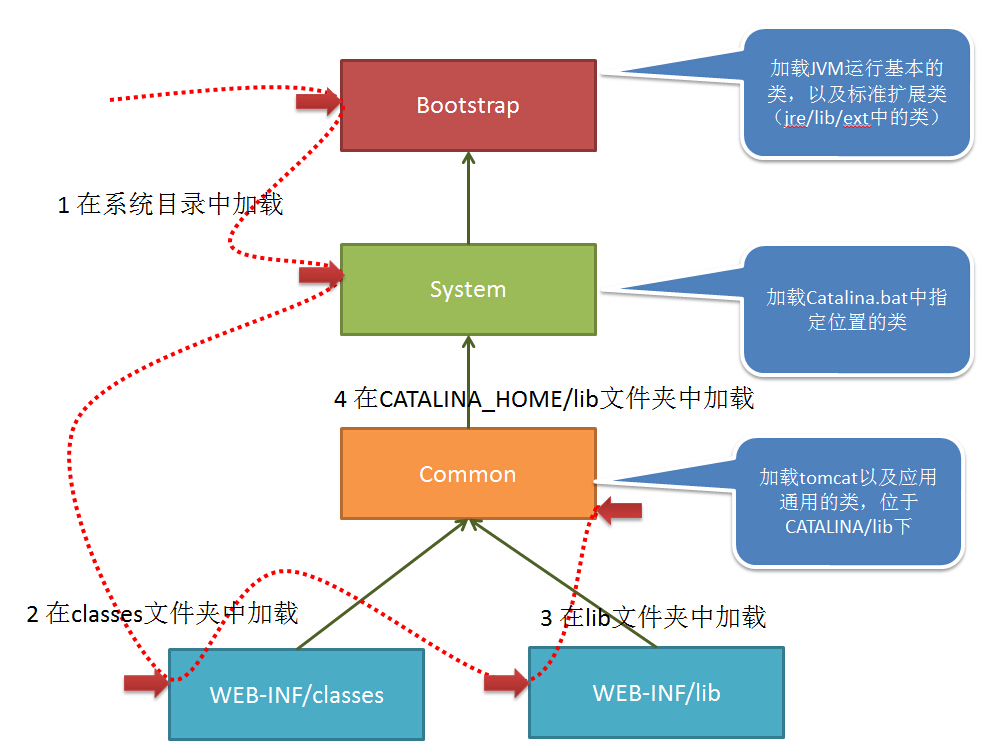 加载JVM运行基本的
类，以及标准扩展类
（jre/lib/ext中的类）
Bootstrap
1 在系统目录中加载
System
加载Catalina.bat中指
定位置的类
4 在CATALINA_HOME/lib文件夹中加载
Common
加载tomcat以及应用
通用的类，位于
CATALINA/lib下
2 在classes文件夹中加载
3 在lib文件夹中加载
WEB-INF/classes
WEB-INF/lib